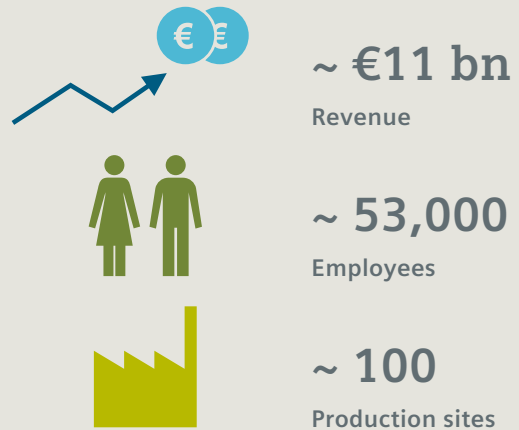 € €
~ €11 bn
Revenue
~ 53,000
Employees
~ 100
Production sites